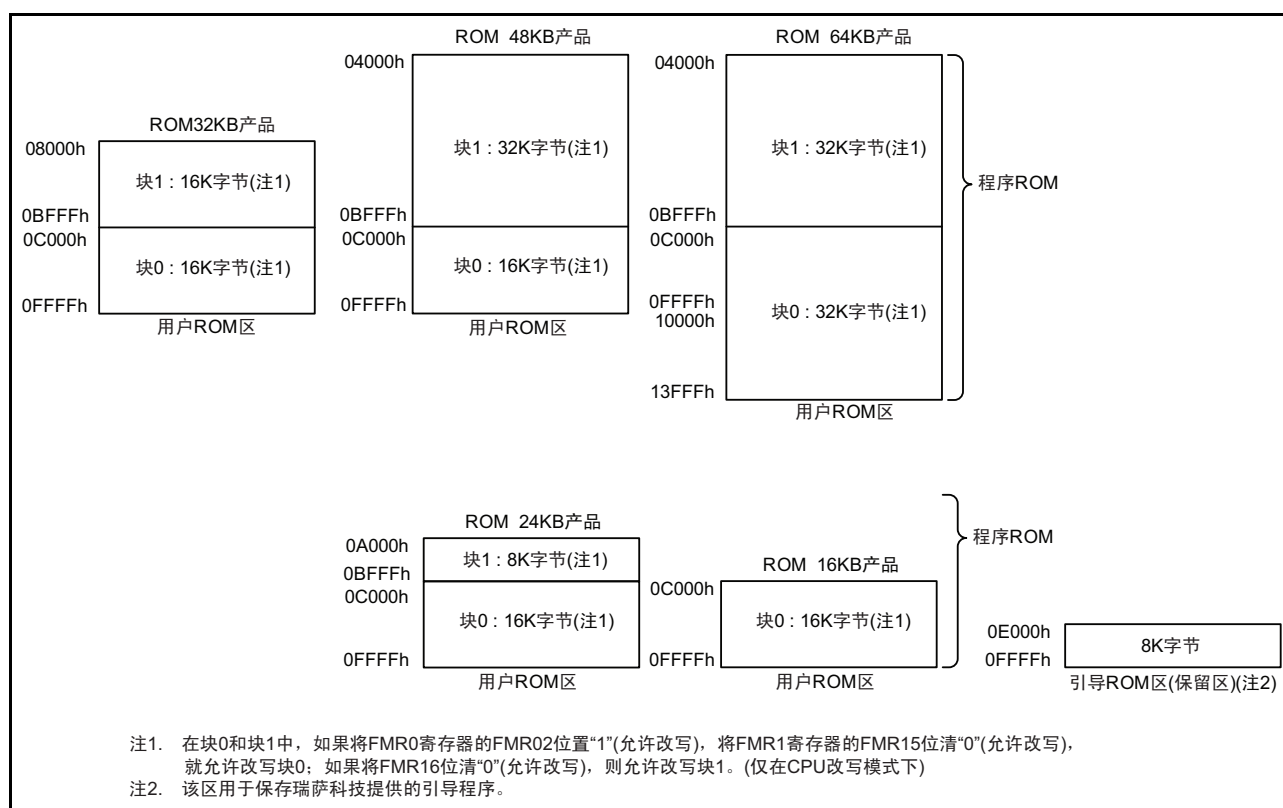 ROM 48KB产品
04000h
块1 : 32K字节(注1)
0BFFFh
0C000h
块0 : 16K字节(注1)
0FFFFh
用户ROM区
ROM 64KB产品
04000h
块1 : 32K字节(注1)
0BFFFh
0C000h
0FFFFh
10000h
块0 : 32K字节(注1)
13FFFh
用户ROM区
程序ROM
ROM32KB产品
08000h
块1 : 16K字节(注1)
0BFFFh
0C000h
块0 : 16K字节(注1)
0FFFFh
用户ROM区
ROM 24KB产品
0A000h
块1 : 8K字节(注1)
0BFFFh
0C000h
块0 : 16K字节(注1)
0FFFFh
用户ROM区
ROM 16KB产品
0C000h
块0 : 16K字节(注1)
0FFFFh
用户ROM区
程序ROM
0E000h
8K字节
0FFFFh
引导ROM区(保留区)(注2)
注1. 在块0和块1中，如果将FMR0寄存器的FMR02位置“1”(允许改写)，将FMR1寄存器的FMR15位清“0”(允许改写)，
就允许改写块0；如果将FMR16位清“0”(允许改写)，则允许改写块1。(仅在CPU改写模式下)
注2. 该区用于保存瑞萨科技提供的引导程序。